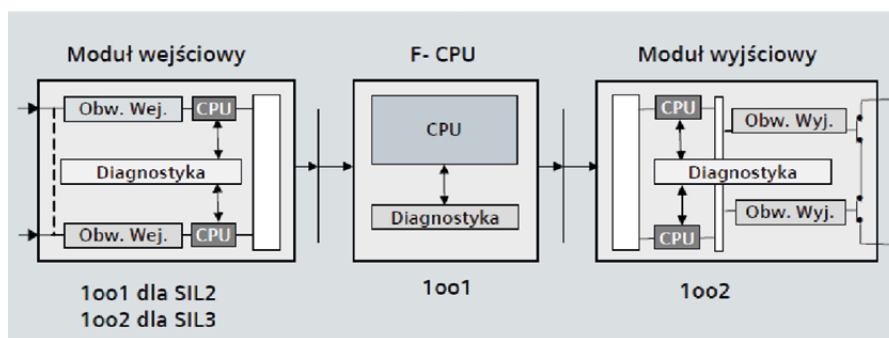 Moduł wejściowy
Obw. Wej.
CPU
Diagnostyka
Obw. Wej.
CPU
1oo1 dla SIL2
1oo2 dla SIL3
F- CPU
CPU
Diagnostyka
1oo1
Moduł wyjściowy
CPU
Obw. Wyj.
Diagnostyka
Obw. Wyj.
CPU
1oo2